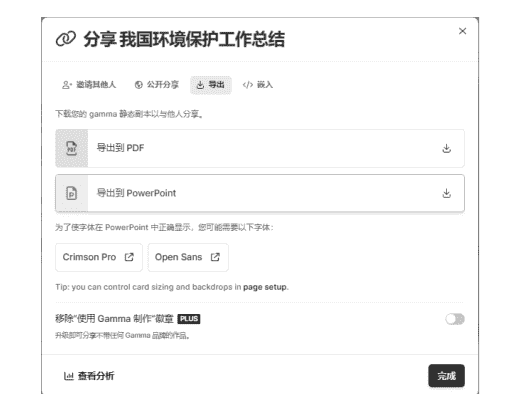 分享 我国环境保护工作总结
邀请其他人 公开分享 导出 </> 嵌入
下载您的 gamma 静态副本以与他人分享。
PDF 导出到 PDF
P 导出到 PowerPoint
为了使字体在 PowerPoint 中正确显示，您可能需要以下字体：
Crimson Pro Open Sans
Tip: you can control card sizing and backdrops in page setup.
移除"使用 Gamma 制作"徽章 PLUS
升级即可分享不带任何 Gamma 品牌的作品。
查看分析 完成